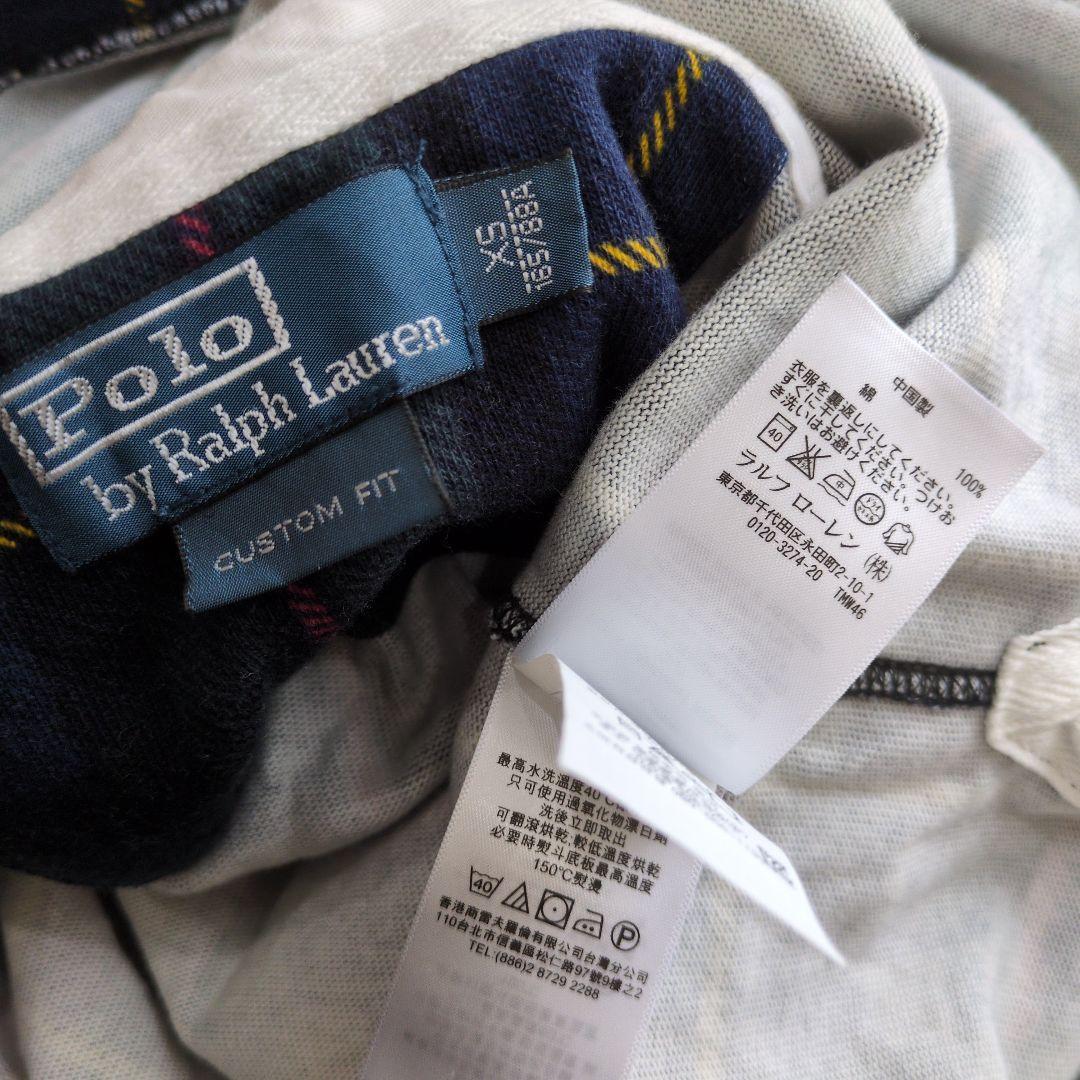 Polo
by Ralph Lauren
XS
165/88A
CUSTOM FIT
中国製
綿 100%
衣服を裏返しにしてください。
すぐに干してください。つけお
き洗いはお避けください。
40
ドライ
ラルフ ローレン (株)
東京都千代田区永田町2-10-1
0120-3274-20 TMW46
最高水洗溫度40℃
只可使用過氧化物漂白劑
洗後立即取出
可翻滾烘乾,較低溫度烘乾
必要時熨斗底板最高溫度
150℃熨燙
40 P
香港商雷夫羅倫有限公司台灣分公司
110台北市信義區松仁路97號9樓之2
TEL:(886)2 8729 2288